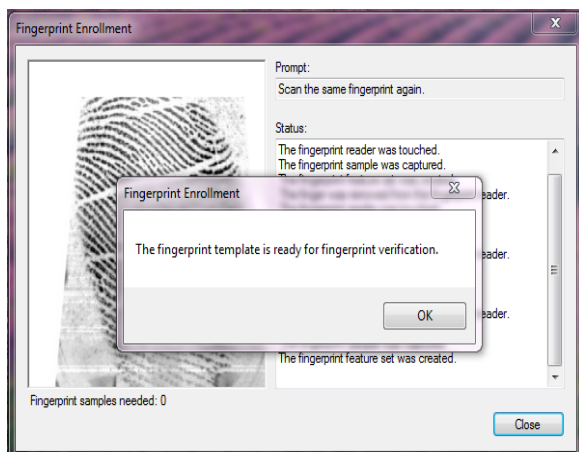 Fingerprint Enrollment
Prompt:
Scan the same fingerprint again.
Status:
The fingerprint reader was touched.
The fingerprint sample was captured.
Fingerprint Enrollment
eader.
The fingerprint template is ready for fingerprint verification.
eader.
OK
eader.
The fingerprint feature set was created.
Fingerprint samples needed: 0
Close